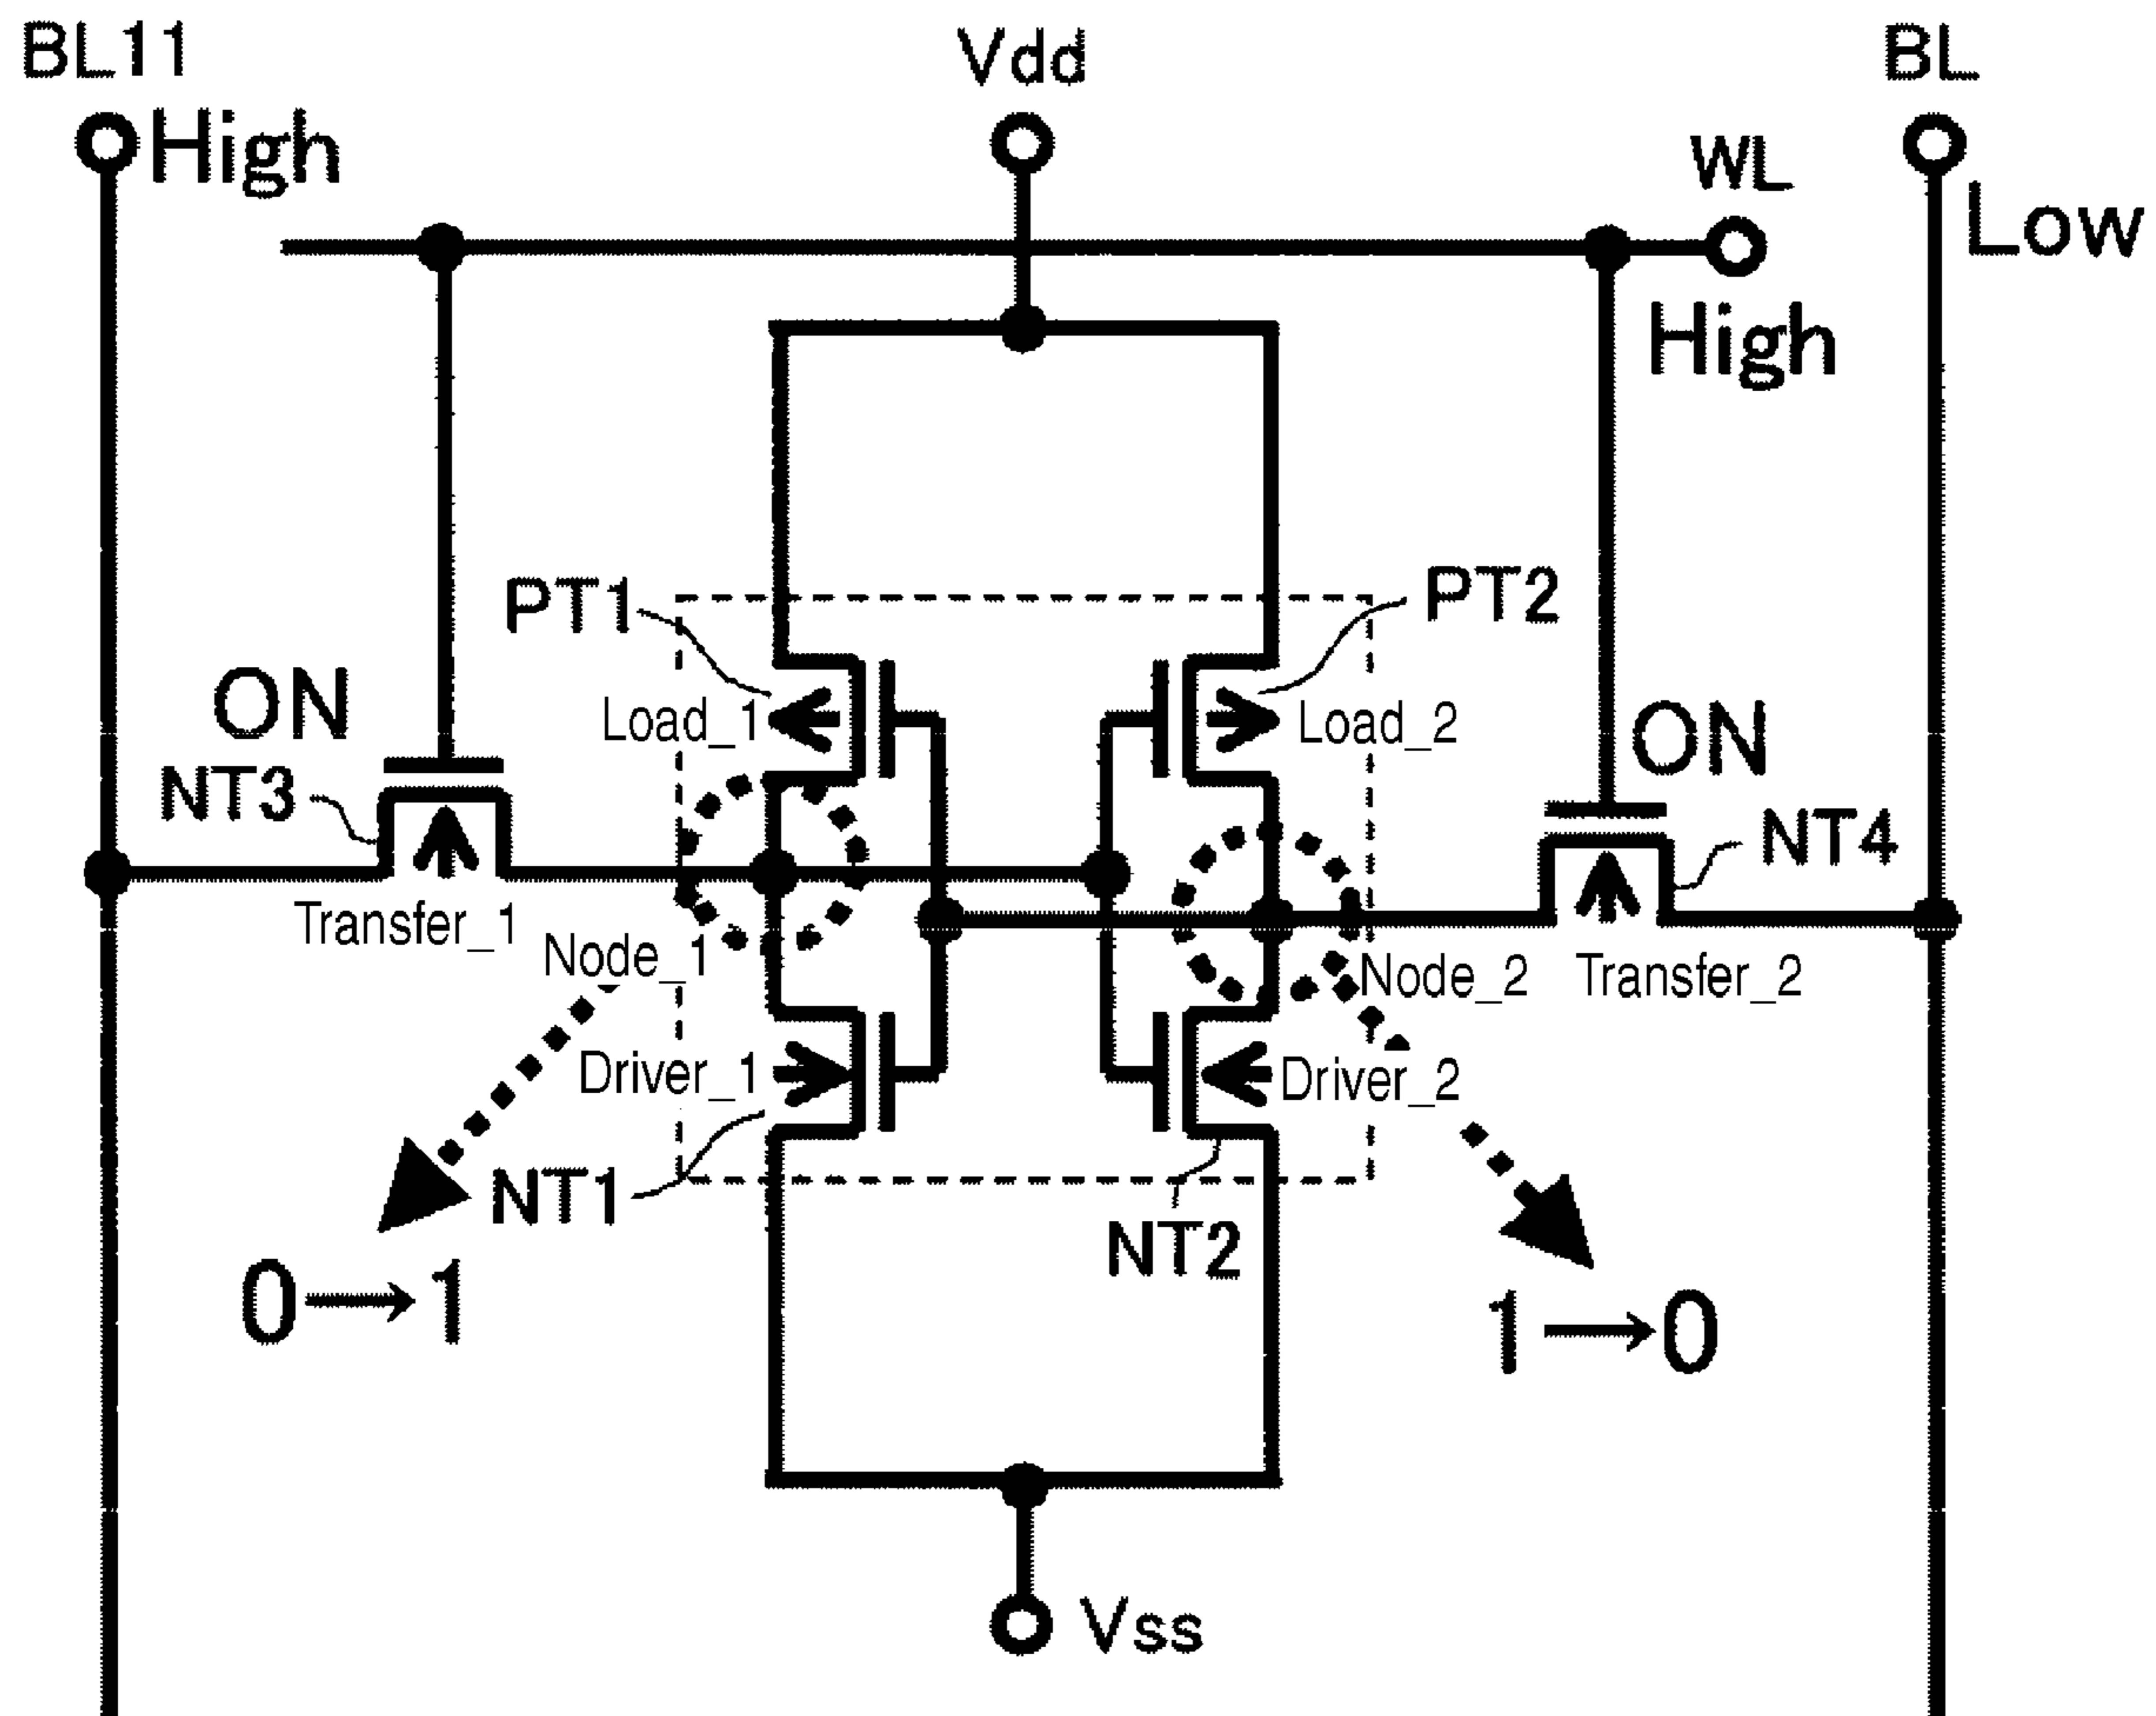 BL11
Vdd
BL
High
WL
Low
High
PT1
PT2
ON
Load_1
Load_2
ON
NT3
NT4
Transfer_1
Node_1
Node_2
Transfer_2
Driver_1
Driver_2
NT1
NT2
0→1
1→0
Vss